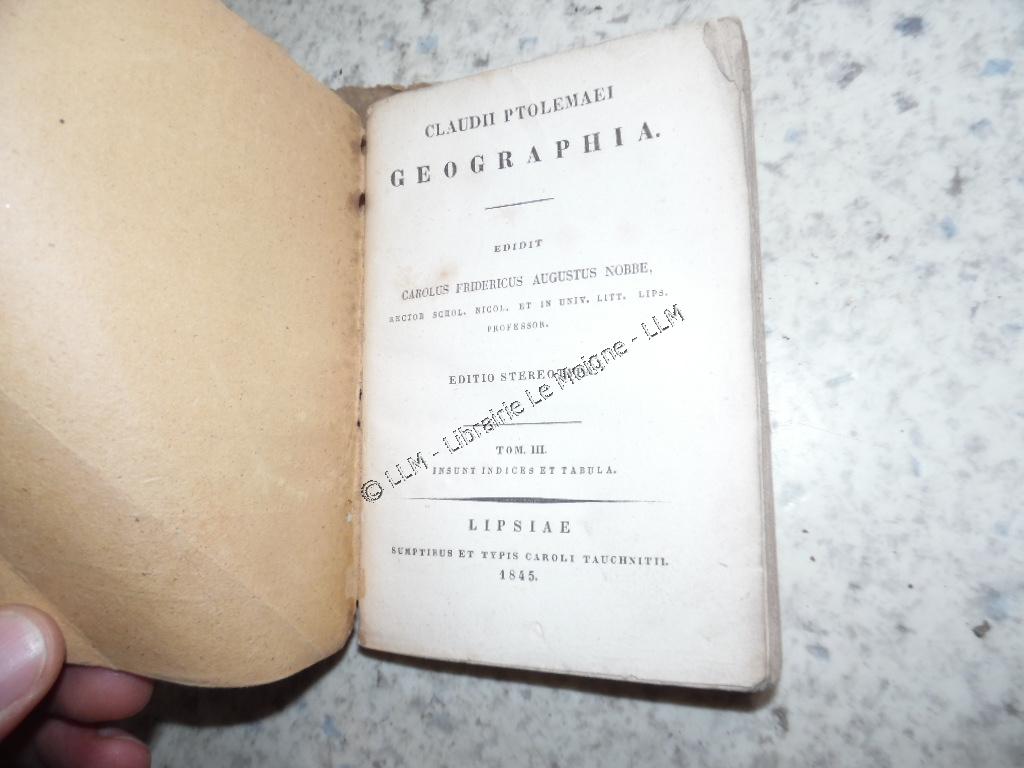 CLAUDII PTOLEMAEI
GEOGRAPHIA.
EDIDIT
CAROLUS FRIDERICUS AUGUSTUS NOBBE,
RECTOR SCHOL. NICOL. ET IN UNIV. LITT. LIPS.
PROFESSOR.
EDITIO
© LLM - Librairie Le Moigne - LLM
TOM. III.
INSUNT INDICES ET TABULA.
LIPSIAE
SUMPTIBUS ET TYPIS CAROLI TAUCHNITII.
1845.